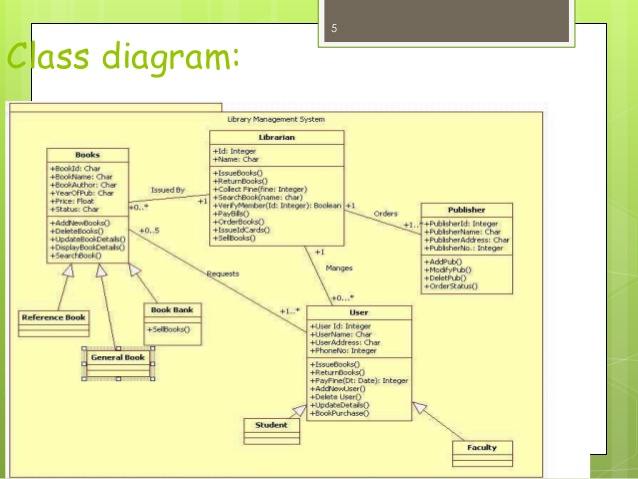 5
Class diagram:
Library Management System
Books
+BookId: Char
+BookName: Char
+BookAuthor: Char
+YearOfPub: Char
+Price: Float
+Status: Char
+AddNewBooks()
+DeleteBooks()
+UpdateBookDetails()
+DisplayBookDetails()
+SearchBook()
Issued By
+0..*
+1
Librarian
+Id: Integer
+Name: Char
+IssueBooks()
+ReturnBooks()
+Collect Fine(fine: Integer)
+SearchBook(name: char)
+VerifyMember(Id: Integer): Boolean
+PayBills()
+OrderBooks()
+IssueIdCards()
+SellBooks()
+1
Orders
+1..*
Publisher
+PublisherId: Integer
+PublisherName: Char
+PublisherAddress: Char
+PublisherNo.: Integer
+AddPub()
+ModifyPub()
+DeletPub()
+OrderStatus()
+0..5
Requests
+1..*
+1
Manges
+0...*
Reference Book
General Book
Book Bank
+SellBooks()
User
+User Id: Integer
+UserName: Char
+UserAddress: Char
+PhoneNo: Integer
+IssueBooks()
+ReturnBooks()
+PayFine(Dt: Date): Integer
+AddNewUser()
+Delete User()
+UpdateDetails()
+BookPurchase()
Student
Faculty